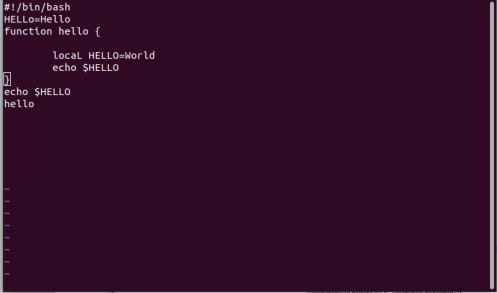 #!/bin/bash
HELLo=Hello
function hello {
locaL HELLO=World
echo $HELLO
}
echo $HELLO
hello
~
~
~
~
~
~
~
~